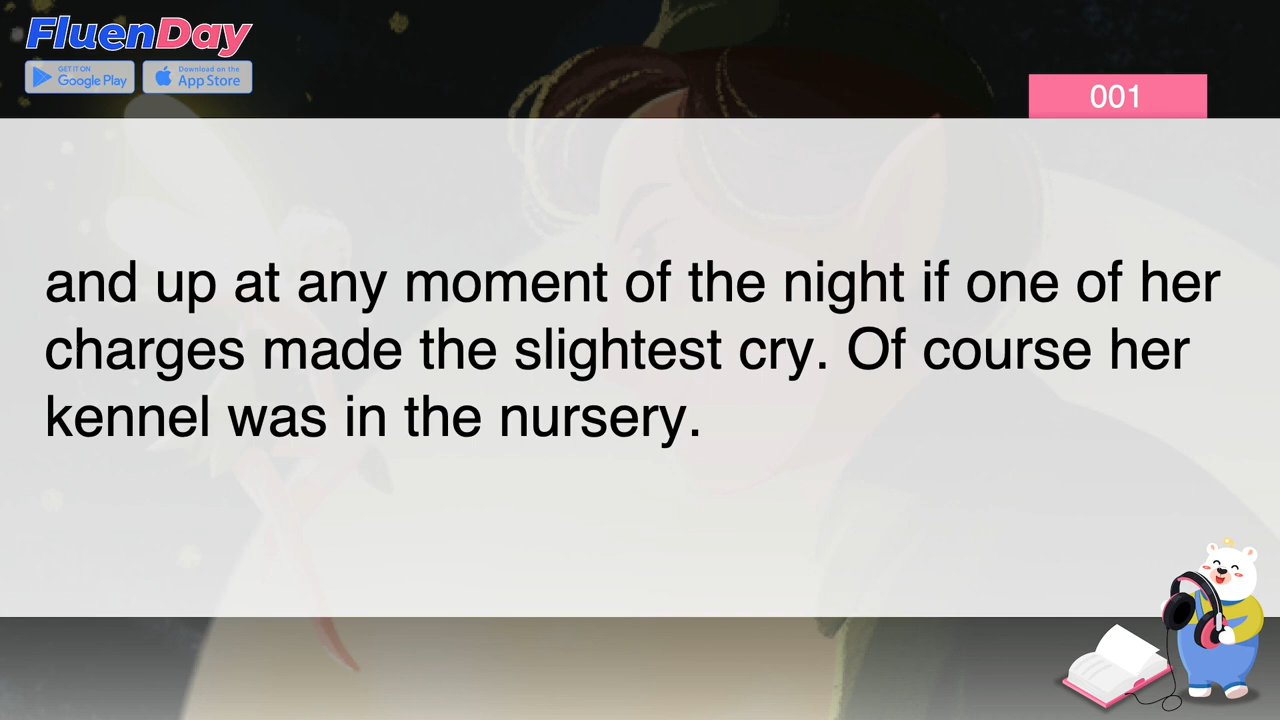 FluenDay
GET IT ON
Google Play
Download on the
App Store
001
and up at any moment of the night if one of her
charges made the slightest cry. Of course her
kennel was in the nursery.